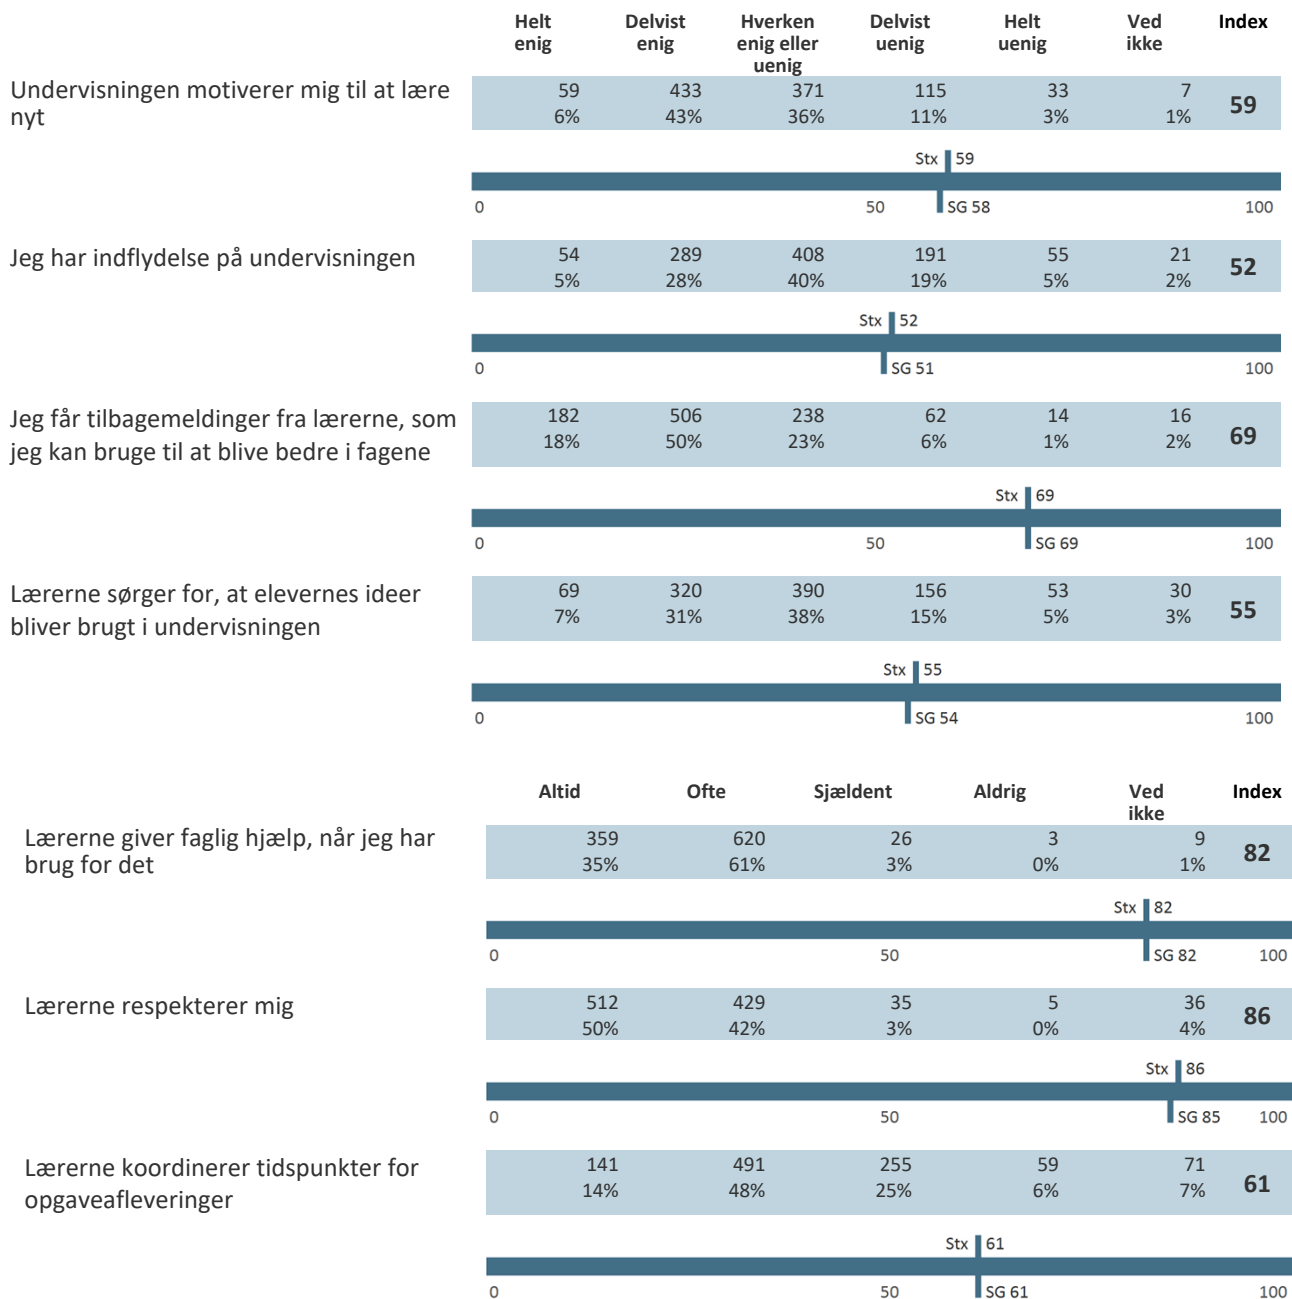 Helt Delvist Hverken Delvist Helt Ved Index
enig enig enig eller uenig uenig ikke
uenig
Undervisningen motiverer mig til at lære 59 433 371 115 33 7 59
nyt 6% 43% 36% 11% 3% 1%
Stx 59
0 50 SG 58 100
Jeg har indflydelse på undervisningen 54 289 408 191 55 21 52
5% 28% 40% 19% 5% 2%
Stx 52
0 SG 51 100
Jeg får tilbagemeldinger fra lærerne, som 182 506 238 62 14 16 69
jeg kan bruge til at blive bedre i fagene 18% 50% 23% 6% 1% 2%
Stx 69
0 50 SG 69 100
Lærerne sørger for, at elevernes ideer 69 320 390 156 53 30 55
bliver brugt i undervisningen 7% 31% 38% 15% 5% 3%
Stx 55
0 SG 54 100
Altid Ofte Sjældent Aldrig Ved Index
ikke
Lærerne giver faglig hjælp, når jeg har 359 620 26 3 9 82
brug for det 35% 61% 3% 0% 1%
Stx 82
0 50 SG 82 100
Lærerne respekterer mig 512 429 35 5 36 86
50% 42% 3% 0% 4%
Stx 86
0 50 SG 85 100
Lærerne koordinerer tidspunkter for 141 491 255 59 71 61
opgaveafleveringer 14% 48% 25% 6% 7%
Stx 61
0 50 SG 61 100